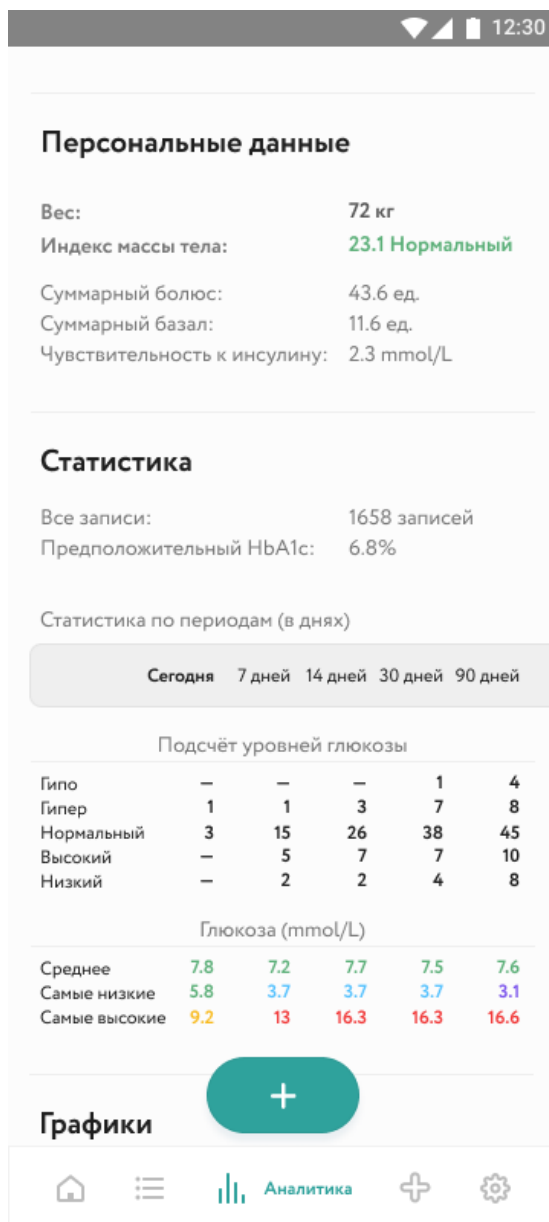 12:30
Персональные данные
Вес: 72 кг
Индекс массы тела: 23.1 Нормальный
Суммарный болюс: 43.6 ед.
Суммарный базал: 11.6 ед.
Чувствительность к инсулину: 2.3 mmol/L
Статистика
Все записи: 1658 записей
Предположительный HbA1c: 6.8%
Статистика по периодам (в днях)
Сегодня 7 дней 14 дней 30 дней 90 дней
Подсчёт уровней глюкозы
Гипо – – – 1 4
Гипер 1 1 3 7 8
Нормальный 3 15 26 38 45
Высокий – 5 7 7 10
Низкий – 2 2 4 8
Глюкоза (mmol/L)
Среднее 7.8 7.2 7.7 7.5 7.6
Самые низкие 5.8 3.7 3.7 3.7 3.1
Самые высокие 9.2 13 16.3 16.3 16.6
+
Графики
Аналитика